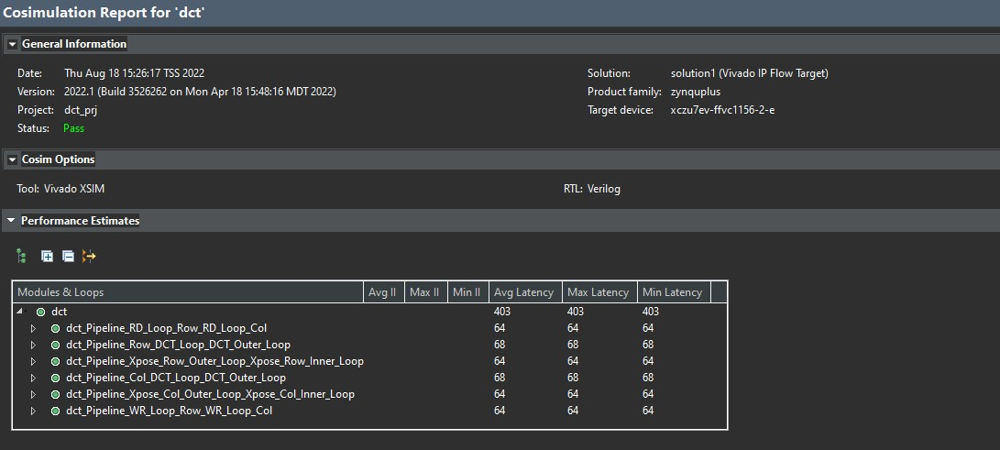 Cosimulation Report for 'dct'
General Information
Date: Thu Aug 18 15:26:17 TSS 2022
Solution: solution1 (Vivado IP Flow Target)
Version: 2022.1 (Build 3526262 on Mon Apr 18 15:48:16 MDT 2022)
Product family: zynquplus
Project: dct_prj
Target device: xczu7ev-ffvc1156-2-e
Status: Pass
Cosim Options
Tool: Vivado XSIM
RTL: Verilog
Performance Estimates
Modules & Loops Avg II Max II Min II Avg Latency Max Latency Min Latency
dct 403 403 403
dct_Pipeline_RD_Loop_Row_RD_Loop_Col 64 64 64
dct_Pipeline_Row_DCT_Loop_DCT_Outer_Loop 68 68 68
dct_Pipeline_Xpose_Row_Outer_Loop_Xpose_Row_Inner_Loop 64 64 64
dct_Pipeline_Col_DCT_Loop_DCT_Outer_Loop 68 68 68
dct_Pipeline_Xpose_Col_Outer_Loop_Xpose_Col_Inner_Loop 64 64 64
dct_Pipeline_WR_Loop_Row_WR_Loop_Col 64 64 64